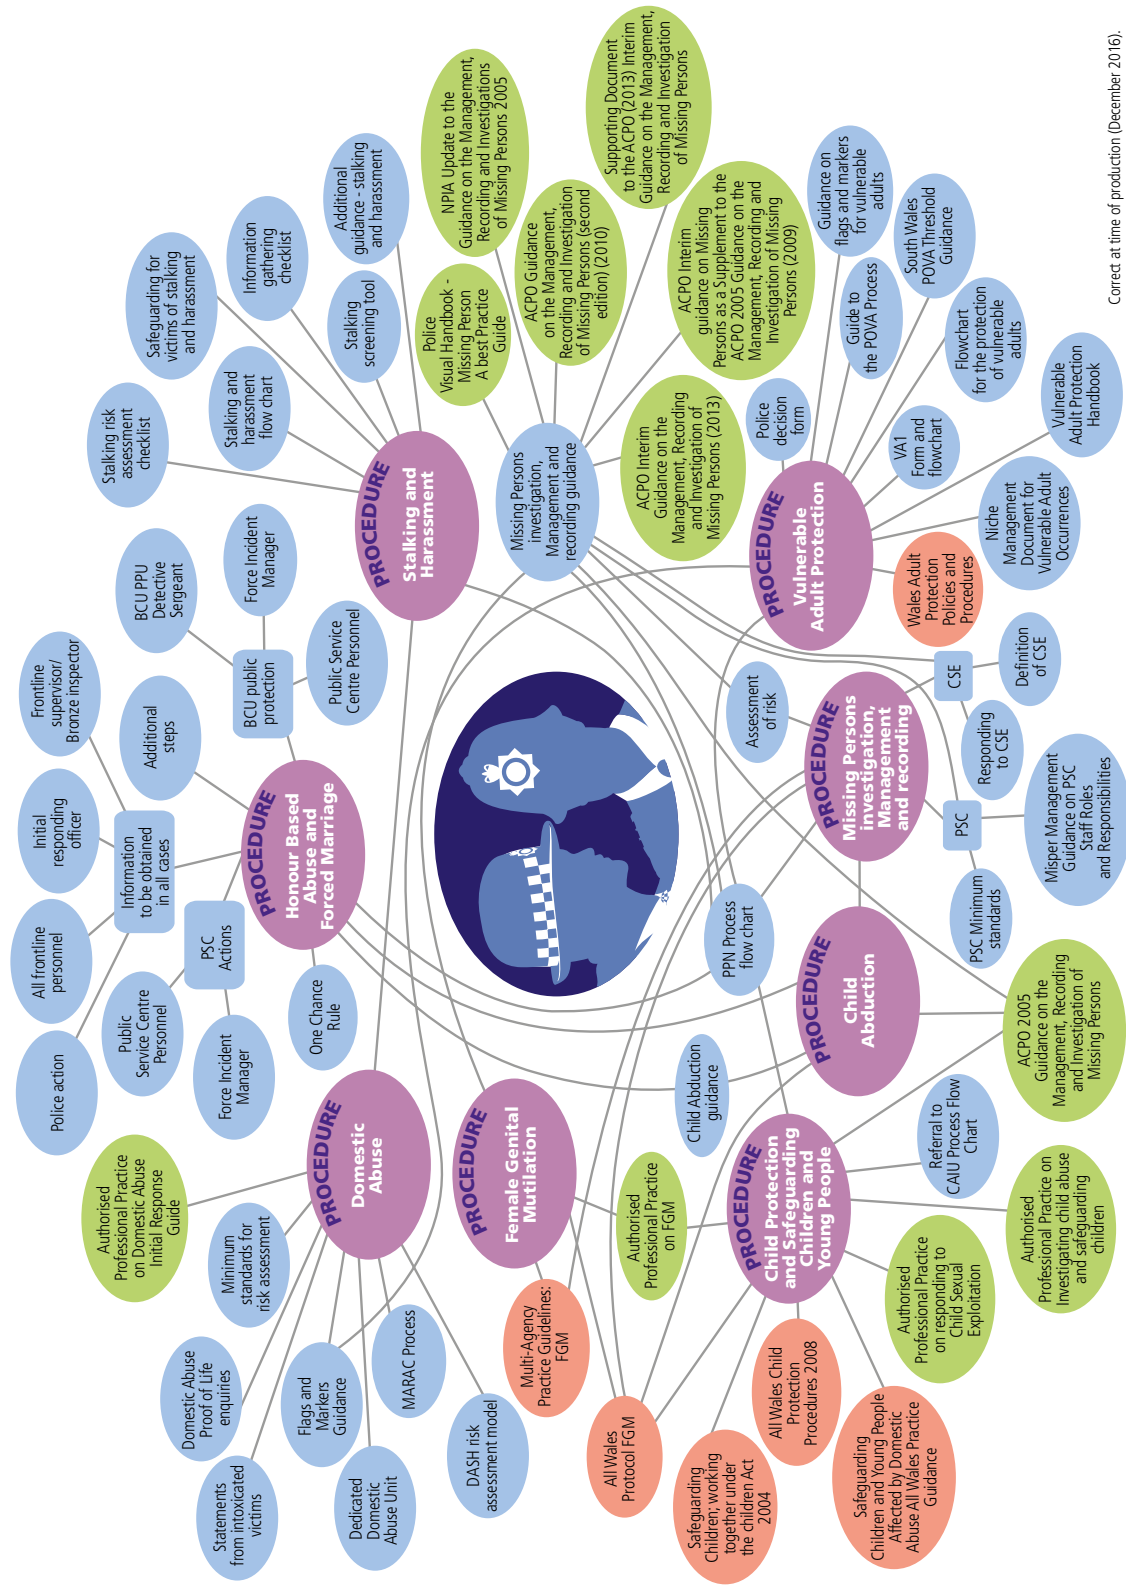 Police action
All frontline
personnel
Initial
responding
officer
Frontline
supervisor/
Bronze inspector
Public
Service Centre
Personnel
Force Incident
Manager
PSC
Actions
Information
to be obtained
in all cases
Additional
steps
One Chance
Rule
PROCEDURE
Honour Based
Abuse and
Forced Marriage
BCU public
protection
BCU PPU
Detective
Sergeant
Force Incident
Manager
Public Service
Centre Personnel
Stalking risk
assessment
checklist
Safeguarding for
victims of stalking
and harassment
Stalking and
harassment
flow chart
Information
gathering
checklist
Stalking
screening tool
Additional
guidance - stalking
and harassment
PROCEDURE
Stalking and
Harassment
Authorised
Professional Practice
on Domestic Abuse
Initial Response
Guide
Minimum
standards for
risk assessment
Domestic Abuse
Proof of Life
enquiries
Statements
from intoxicated
victims
Flags and
Markers
Guidance
Dedicated
Domestic
Abuse Unit
MARAC Process
DASH risk
assessment model
PROCEDURE
Domestic
Abuse
PROCEDURE
Female Genital
Mutilation
Multi-Agency
Practice Guidelines:
FGM
All Wales
Protocol FGM
Authorised
Professional Practice
on FGM
Child Abduction
guidance
PPN Process
flow chart
Police
Visual Handbook -
Missing Person
A best Practice
Guide
NPIA Update to the
Guidance on the Management,
Recording and Investigations
of Missing Persons 2005
ACPO Guidance
on the Management,
Recording and Investigation
of Missing Persons (second
edition) (2010)
Supporting Document
to the ACPO (2013) Interim
Guidance on the Management,
Recording and Investigation
of Missing Persons
ACPO Interim
guidance on Missing
Persons as a Supplement to the
ACPO 2005 Guidance on the
Management, Recording and
Investigation of Missing
Persons (2009)
ACPO Interim
Guidance on the
Management, Recording
and Investigation of
Missing Persons (2013)
Missing Persons
investigation,
Management and
recording guidance
Safeguarding
Children; working
together under
the children Act
2004
All Wales Child
Protection
Procedures 2008
Safeguarding
Children and Young People
Affected by Domestic
Abuse All Wales Practice
Guidance
PROCEDURE
Child Protection
and Safeguarding
Children and
Young People
Authorised
Professional Practice
on responding to
Child Sexual
Exploitation
Authorised
Professional Practice on
Investigating child abuse
and safeguarding
children
Referral to
CAIU Process Flow
Chart
PROCEDURE
Child
Abduction
ACPO 2005
Guidance on the
Management, Recording
and Investigation of
Missing Persons
Assessment
of risk
PROCEDURE
Missing Persons
investigation,
Management
and recording
PSC
PSC Minimum
standards
Misper Management
Guidance on PSC
Staff Roles
and Responsibilities
CSE
Responding
to CSE
Definition
of CSE
Police
decision
form
PROCEDURE
Vulnerable
Adult Protection
Wales Adult
Protection
Policies and
Procedures
Guidance on
flags and markers
for vulnerable
adults
Guide to
the POVA Process
South Wales
POVA Threshold
Guidance
Flowchart
for the protection
of vulnerable
adults
VA1
Form and
flowchart
Vulnerable
Adult Protection
Handbook
Niche
Management
Document for
Vulnerable Adult
Occurrences
Correct at time of production (December 2016).